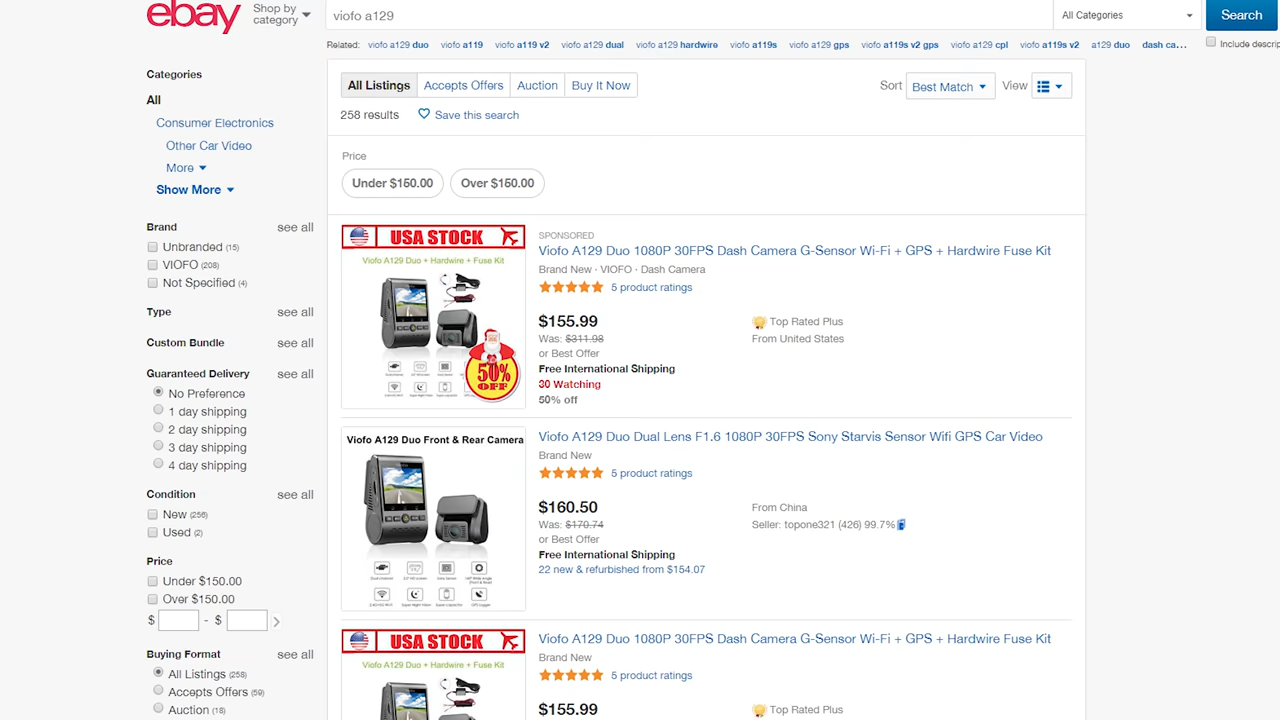 ebay
Shop by category
viofo a129
All Categories
Search
Related: viofo a129 duo viofo a119 viofo a119 v2 viofo a129 dual viofo a129 hardwire viofo a119s viofo a129 gps viofo a119s v2 gps viofo a129 cpl viofo a119s v2 a129 duo dash ca...
Include descrip
Categories
All
Consumer Electronics
Other Car Video
More
Show More
Brand see all
Unbranded (15)
VIOFO (208)
Not Specified (4)
Type see all
Custom Bundle see all
Guaranteed Delivery see all
No Preference
1 day shipping
2 day shipping
3 day shipping
4 day shipping
Condition see all
New (256)
Used (2)
Price
Under $150.00
Over $150.00
$ - $
Buying Format see all
All Listings (258)
Accepts Offers (59)
Auction (18)
All Listings Accepts Offers Auction Buy It Now
Sort Best Match View
258 results Save this search
Price
Under $150.00 Over $150.00
USA STOCK
Viofo A129 Duo + Hardwire + Fuse Kit
50%
OFF
SPONSORED
Viofo A129 Duo 1080P 30FPS Dash Camera G-Sensor Wi-Fi + GPS + Hardwire Fuse Kit
Brand New · VIOFO · Dash Camera
5 product ratings
$155.99 Top Rated Plus
Was: $311.98 From United States
or Best Offer
Free International Shipping
30 Watching
50% off
Viofo A129 Duo Front & Rear Camera
Viofo A129 Duo Dual Lens F1.6 1080P 30FPS Sony Starvis Sensor Wifi GPS Car Video
Brand New
5 product ratings
$160.50 From China
Was: $170.74 Seller: topone321 (426) 99.7%
or Best Offer
Free International Shipping
22 new & refurbished from $154.07
USA STOCK
Viofo A129 Duo + Hardwire + Fuse Kit
Viofo A129 Duo 1080P 30FPS Dash Camera G-Sensor Wi-Fi + GPS + Hardwire Fuse Kit
Brand New
5 product ratings
$155.99 Top Rated Plus